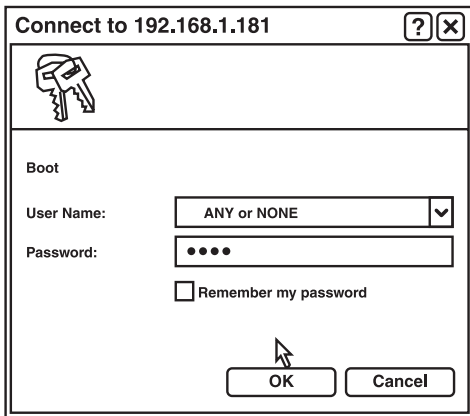 Connect to 192.168.1.181 ?
Boot
User Name: ANY or NONE
Password: ●●●●
Remember my password
OK Cancel